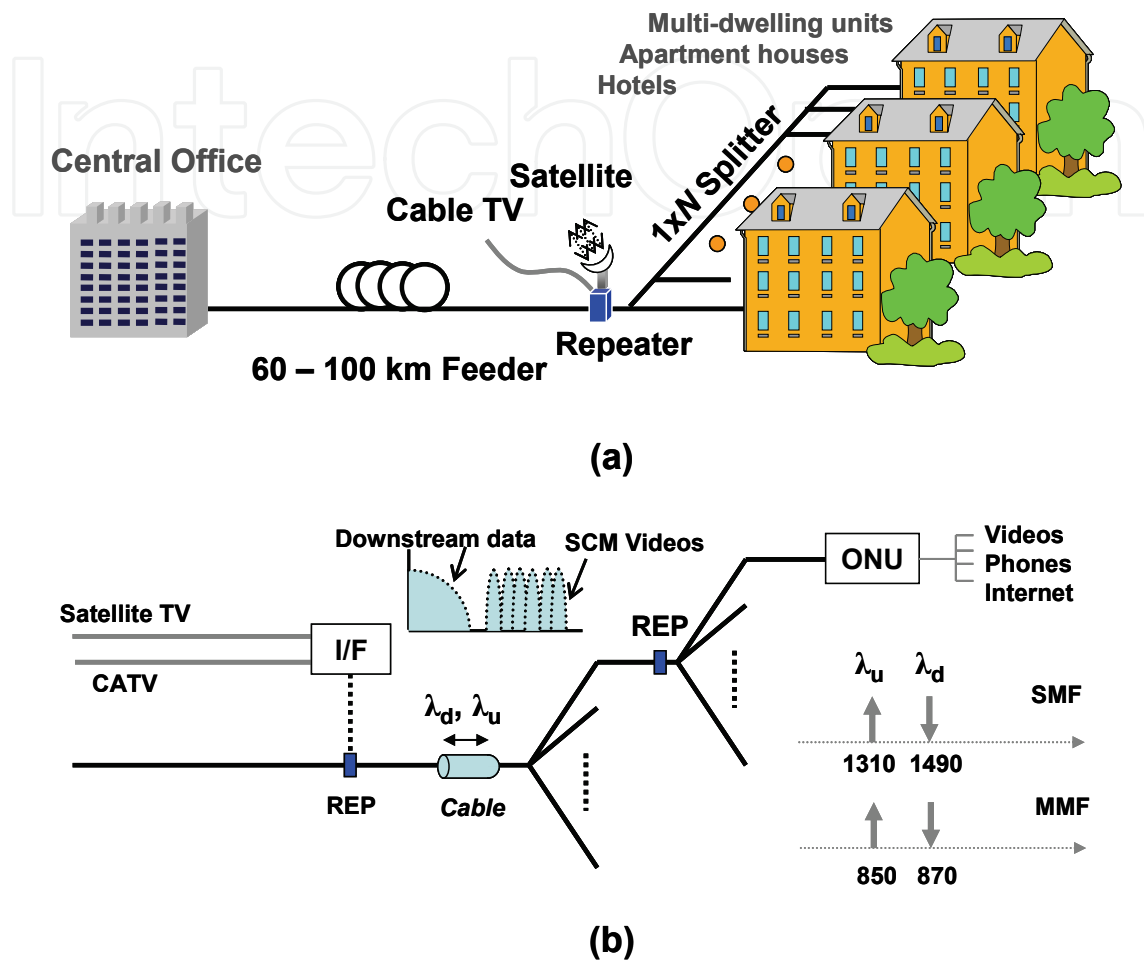 Multi-dwelling units
Apartment houses
Hotels
IntechOpen
Central Office
Satellite
Cable TV
1xN Splitter
Repeater
60 – 100 km Feeder
(a)
Downstream data
SCM Videos
ONU
Videos
Phones
Internet
Satellite TV
I/F
CATV
REP
λd, λu
REP
Cable
λu
λd
SMF
1310
1490
MMF
850
870
(b)